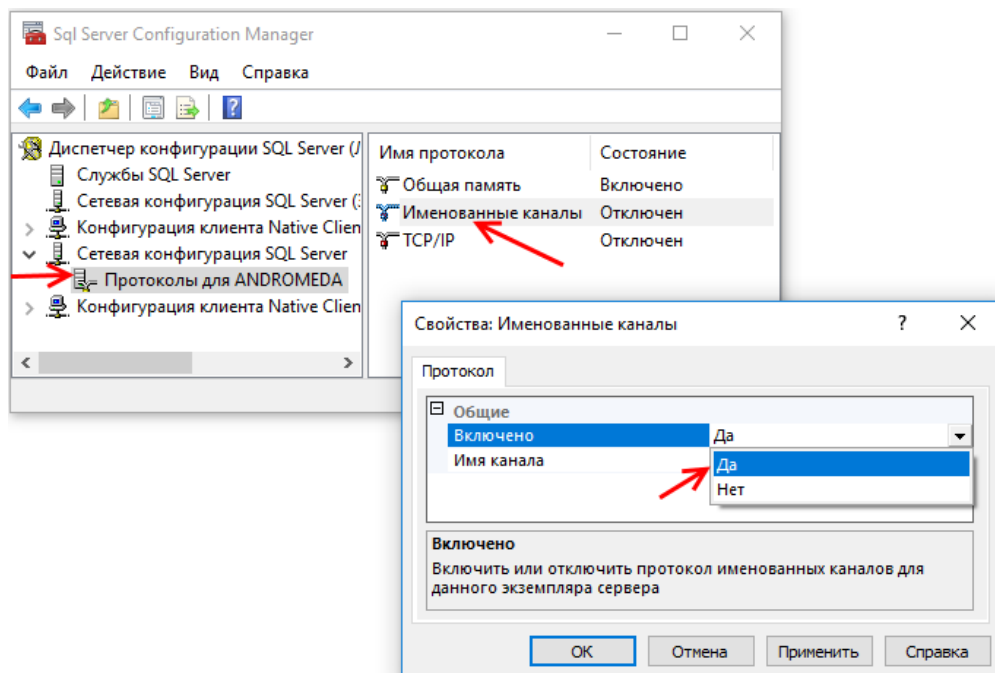 Sql Server Configuration Manager
Файл Действие Вид Справка
Диспетчер конфигурации SQL Server (Л
Службы SQL Server
Сетевая конфигурация SQL Server (3
Конфигурация клиента Native Clien
Сетевая конфигурация SQL Server
Протоколы для ANDROMEDA
Конфигурация клиента Native Clien
Имя протокола Состояние
Общая память Включено
Именованные каналы Отключен
TCP/IP Отключен
Свойства: Именованные каналы
Протокол
Общие
Включено Да
Имя канала
Да
Нет
Включено
Включить или отключить протокол именованных каналов для
данного экземпляра сервера
ОК Отмена Применить Справка